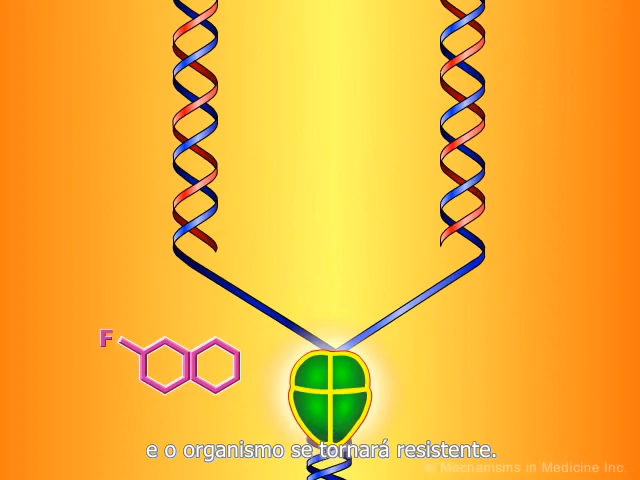 F
e o organismo se tornará resistente.
© Mechanisms in Medicine Inc.